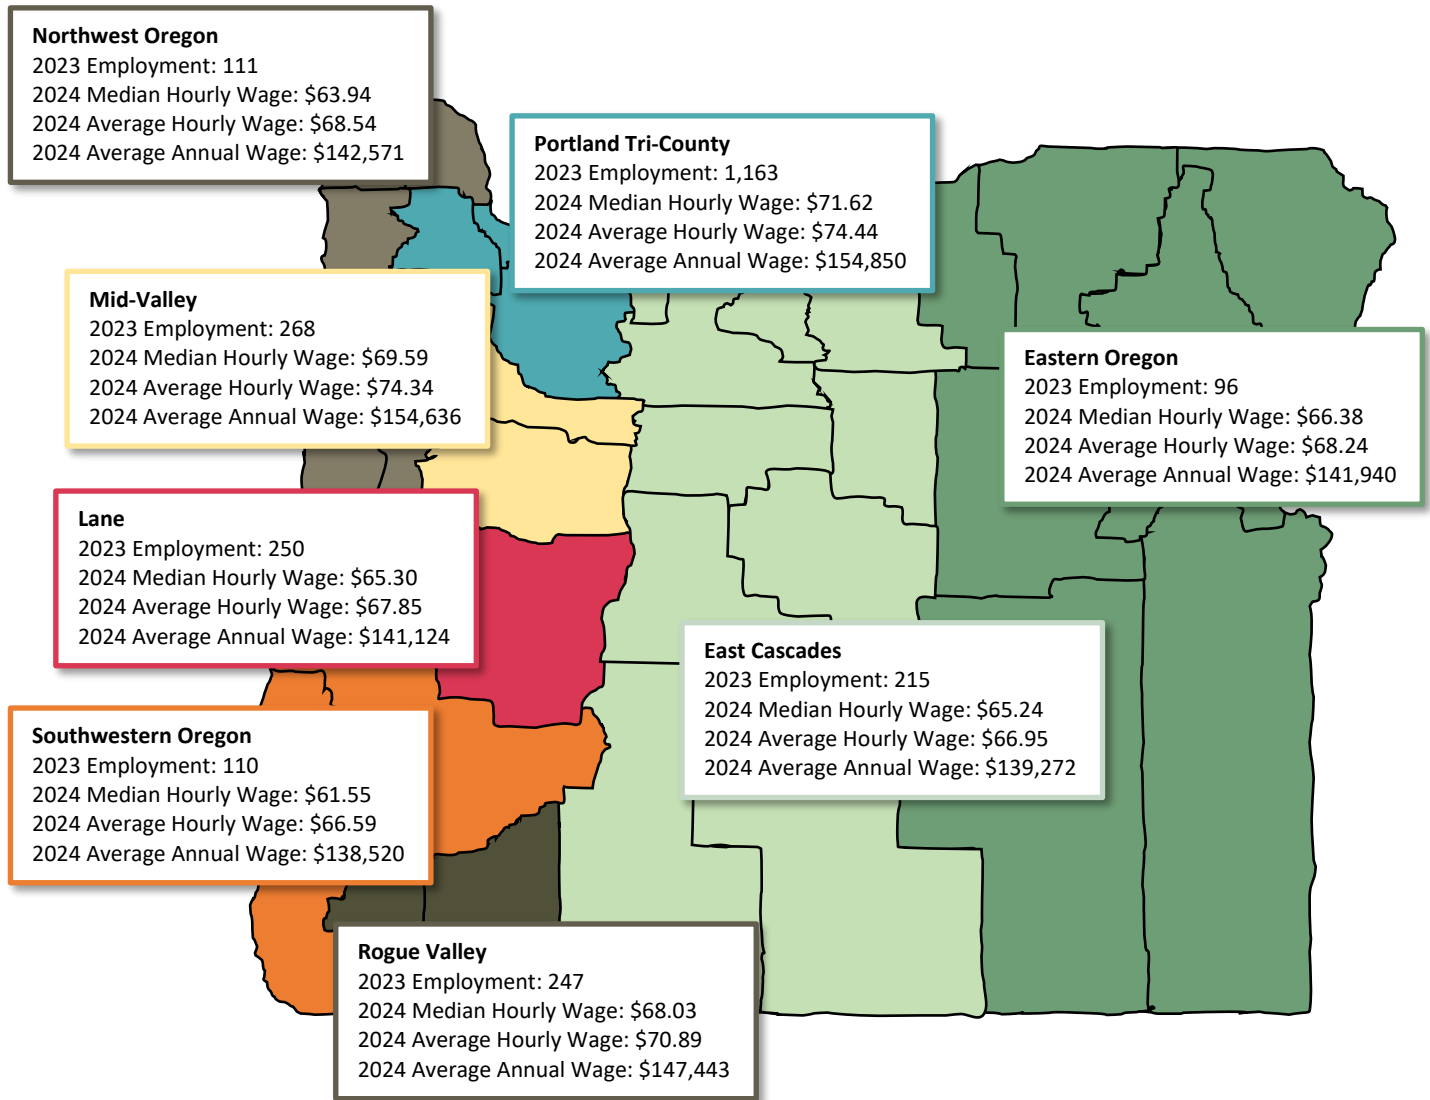 Northwest Oregon
2023 Employment: 111
2024 Median Hourly Wage: $63.94
2024 Average Hourly Wage: $68.54
2024 Average Annual Wage: $142,571
Portland Tri-County
2023 Employment: 1,163
2024 Median Hourly Wage: $71.62
2024 Average Hourly Wage: $74.44
2024 Average Annual Wage: $154,850
Mid-Valley
2023 Employment: 268
2024 Median Hourly Wage: $69.59
2024 Average Hourly Wage: $74.34
2024 Average Annual Wage: $154,636
Eastern Oregon
2023 Employment: 96
2024 Median Hourly Wage: $66.38
2024 Average Hourly Wage: $68.24
2024 Average Annual Wage: $141,940
Lane
2023 Employment: 250
2024 Median Hourly Wage: $65.30
2024 Average Hourly Wage: $67.85
2024 Average Annual Wage: $141,124
East Cascades
2023 Employment: 215
2024 Median Hourly Wage: $65.24
2024 Average Hourly Wage: $66.95
2024 Average Annual Wage: $139,272
Southwestern Oregon
2023 Employment: 110
2024 Median Hourly Wage: $61.55
2024 Average Hourly Wage: $66.59
2024 Average Annual Wage: $138,520
Rogue Valley
2023 Employment: 247
2024 Median Hourly Wage: $68.03
2024 Average Hourly Wage: $70.89
2024 Average Annual Wage: $147,443